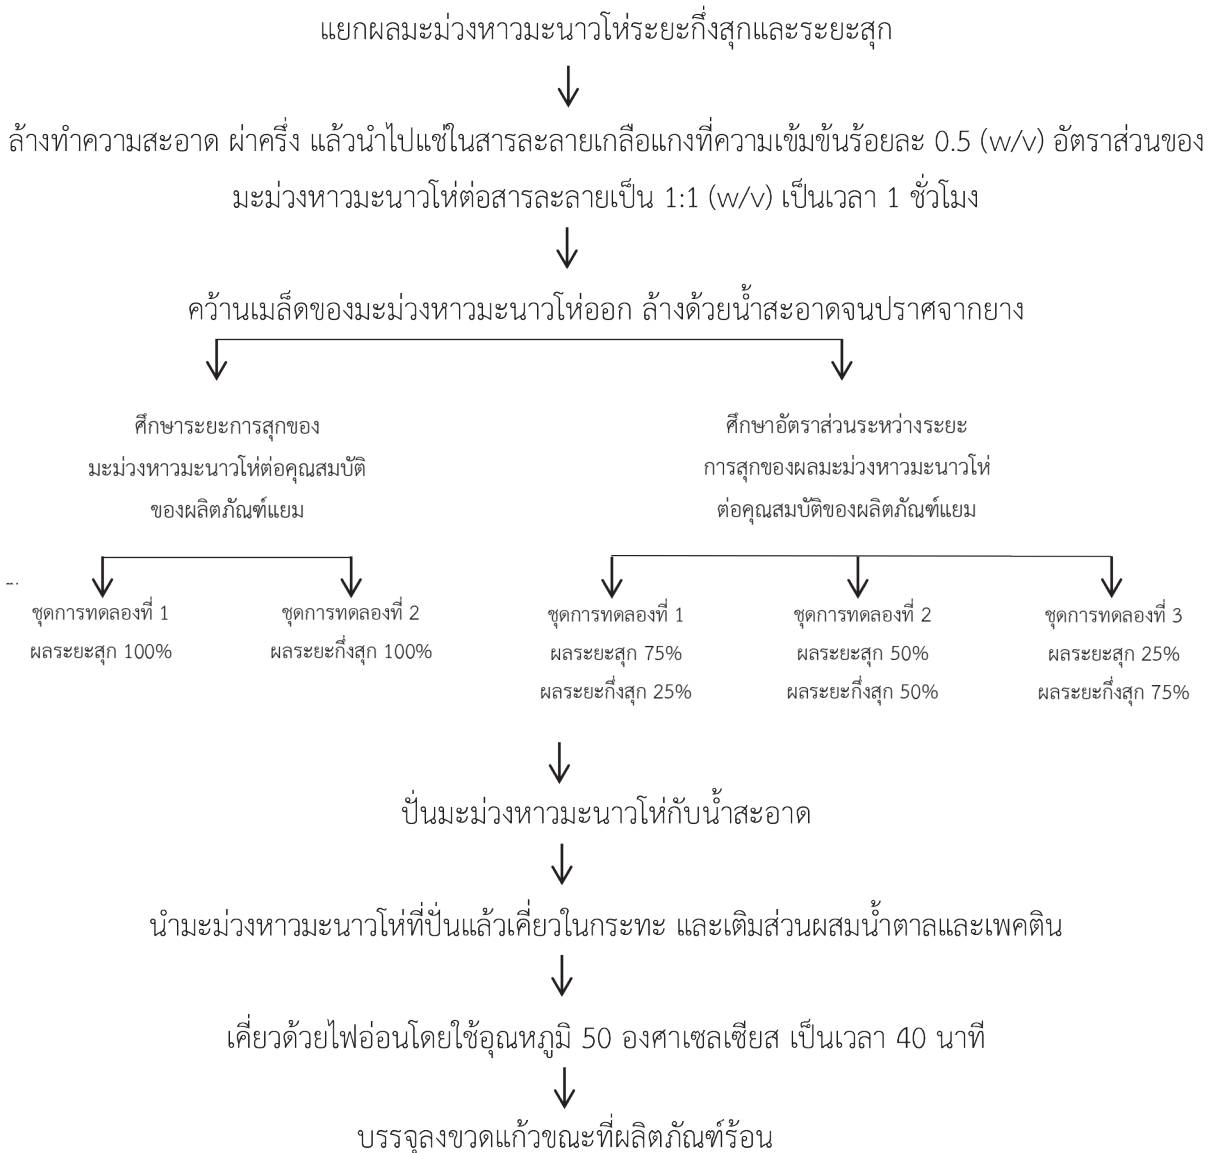 แยกผลมะม่วงหาวมะนาวโห่ระยะกึ่งสุกและระยะสุก
ล้างทำความสะอาด ผ่าครึ่ง แล้วนำไปแช่ในสารละลายเกลือแกงที่ความเข้มข้นร้อยละ 0.5 (w/v) อัตราส่วนของ
มะม่วงหาวมะนาวโห่ต่อสารละลายเป็น 1:1 (w/v) เป็นเวลา 1 ชั่วโมง
คว้านเมล็ดของมะม่วงหาวมะนาวโห่ออก ล้างด้วยน้ำสะอาดจนปราศจากยาง
ศึกษาระยะการสุกของ
มะม่วงหาวมะนาวโห่ต่อคุณสมบัติ
ของผลิตภัณฑ์แยม
ศึกษาอัตราส่วนระหว่างระยะ
การสุกของผลมะม่วงหาวมะนาวโห่
ต่อคุณสมบัติของผลิตภัณฑ์แยม
ชุดการทดลองที่ 1
ผลระยะสุก 100%
ชุดการทดลองที่ 2
ผลระยะกึ่งสุก 100%
ชุดการทดลองที่ 1
ผลระยะสุก 75%
ผลระยะกึ่งสุก 25%
ชุดการทดลองที่ 2
ผลระยะสุก 50%
ผลระยะกึ่งสุก 50%
ชุดการทดลองที่ 3
ผลระยะสุก 25%
ผลระยะกึ่งสุก 75%
ปั่นมะม่วงหาวมะนาวโห่กับน้ำสะอาด
นำมะม่วงหาวมะนาวโห่ที่ปั่นแล้วเคี่ยวในกระทะ และเติมส่วนผสมน้ำตาลและเพคติน
เคี่ยวด้วยไฟอ่อนโดยใช้อุณหภูมิ 50 องศาเซลเซียส เป็นเวลา 40 นาที
บรรจุลงขวดแก้วขณะที่ผลิตภัณฑ์ร้อน